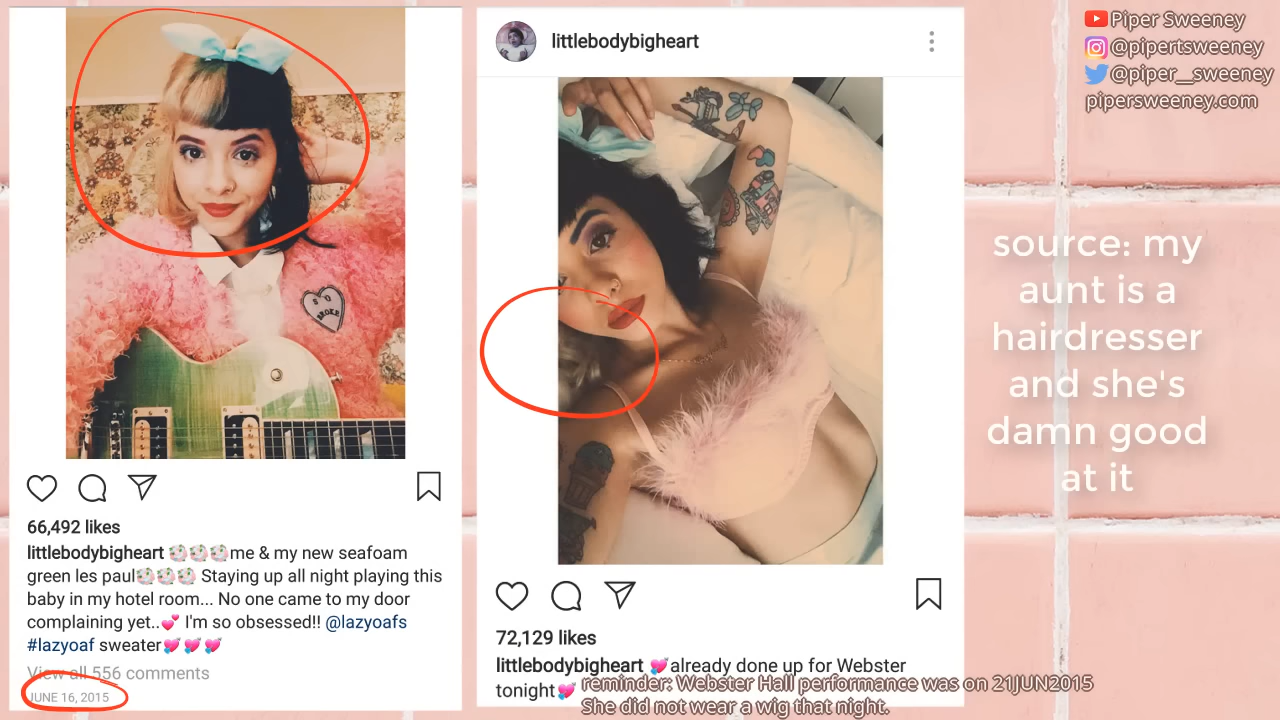 SO
BROKE
66,492 likes
littlebodybigheart me & my new seafoam
green les paul Staying up all night playing this
baby in my hotel room... No one came to my door
complaining yet..💕 I'm so obsessed!! @lazyoafs
#lazyoaf sweater💘💘💘
View all 556 comments
JUNE 16, 2015
littlebodybigheart
72,129 likes
littlebodybigheart 💘already done up for Webster
tonight💘
reminder: Webster Hall performance was on 21JUN2015
She did not wear a wig that night.
Piper Sweeney
@pipertsweeney
@piper__sweeney
pipersweeney.com
source: my
aunt is a
hairdresser
and she's
damn good
at it